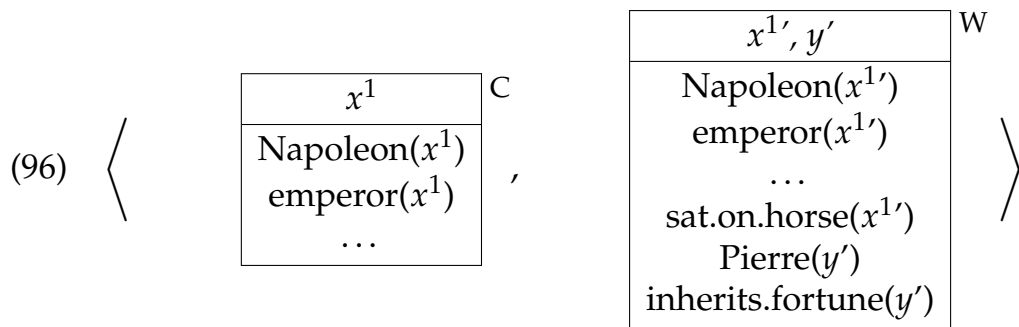 x¹ C
Napoleon(x¹)
emperor(x¹)
...
x¹’, y’ W
Napoleon(x¹’)
emperor(x¹’)
...
sat.on.horse(x¹’)
Pierre(y’)
inherits.fortune(y’)
(96) ⟨ , ⟩